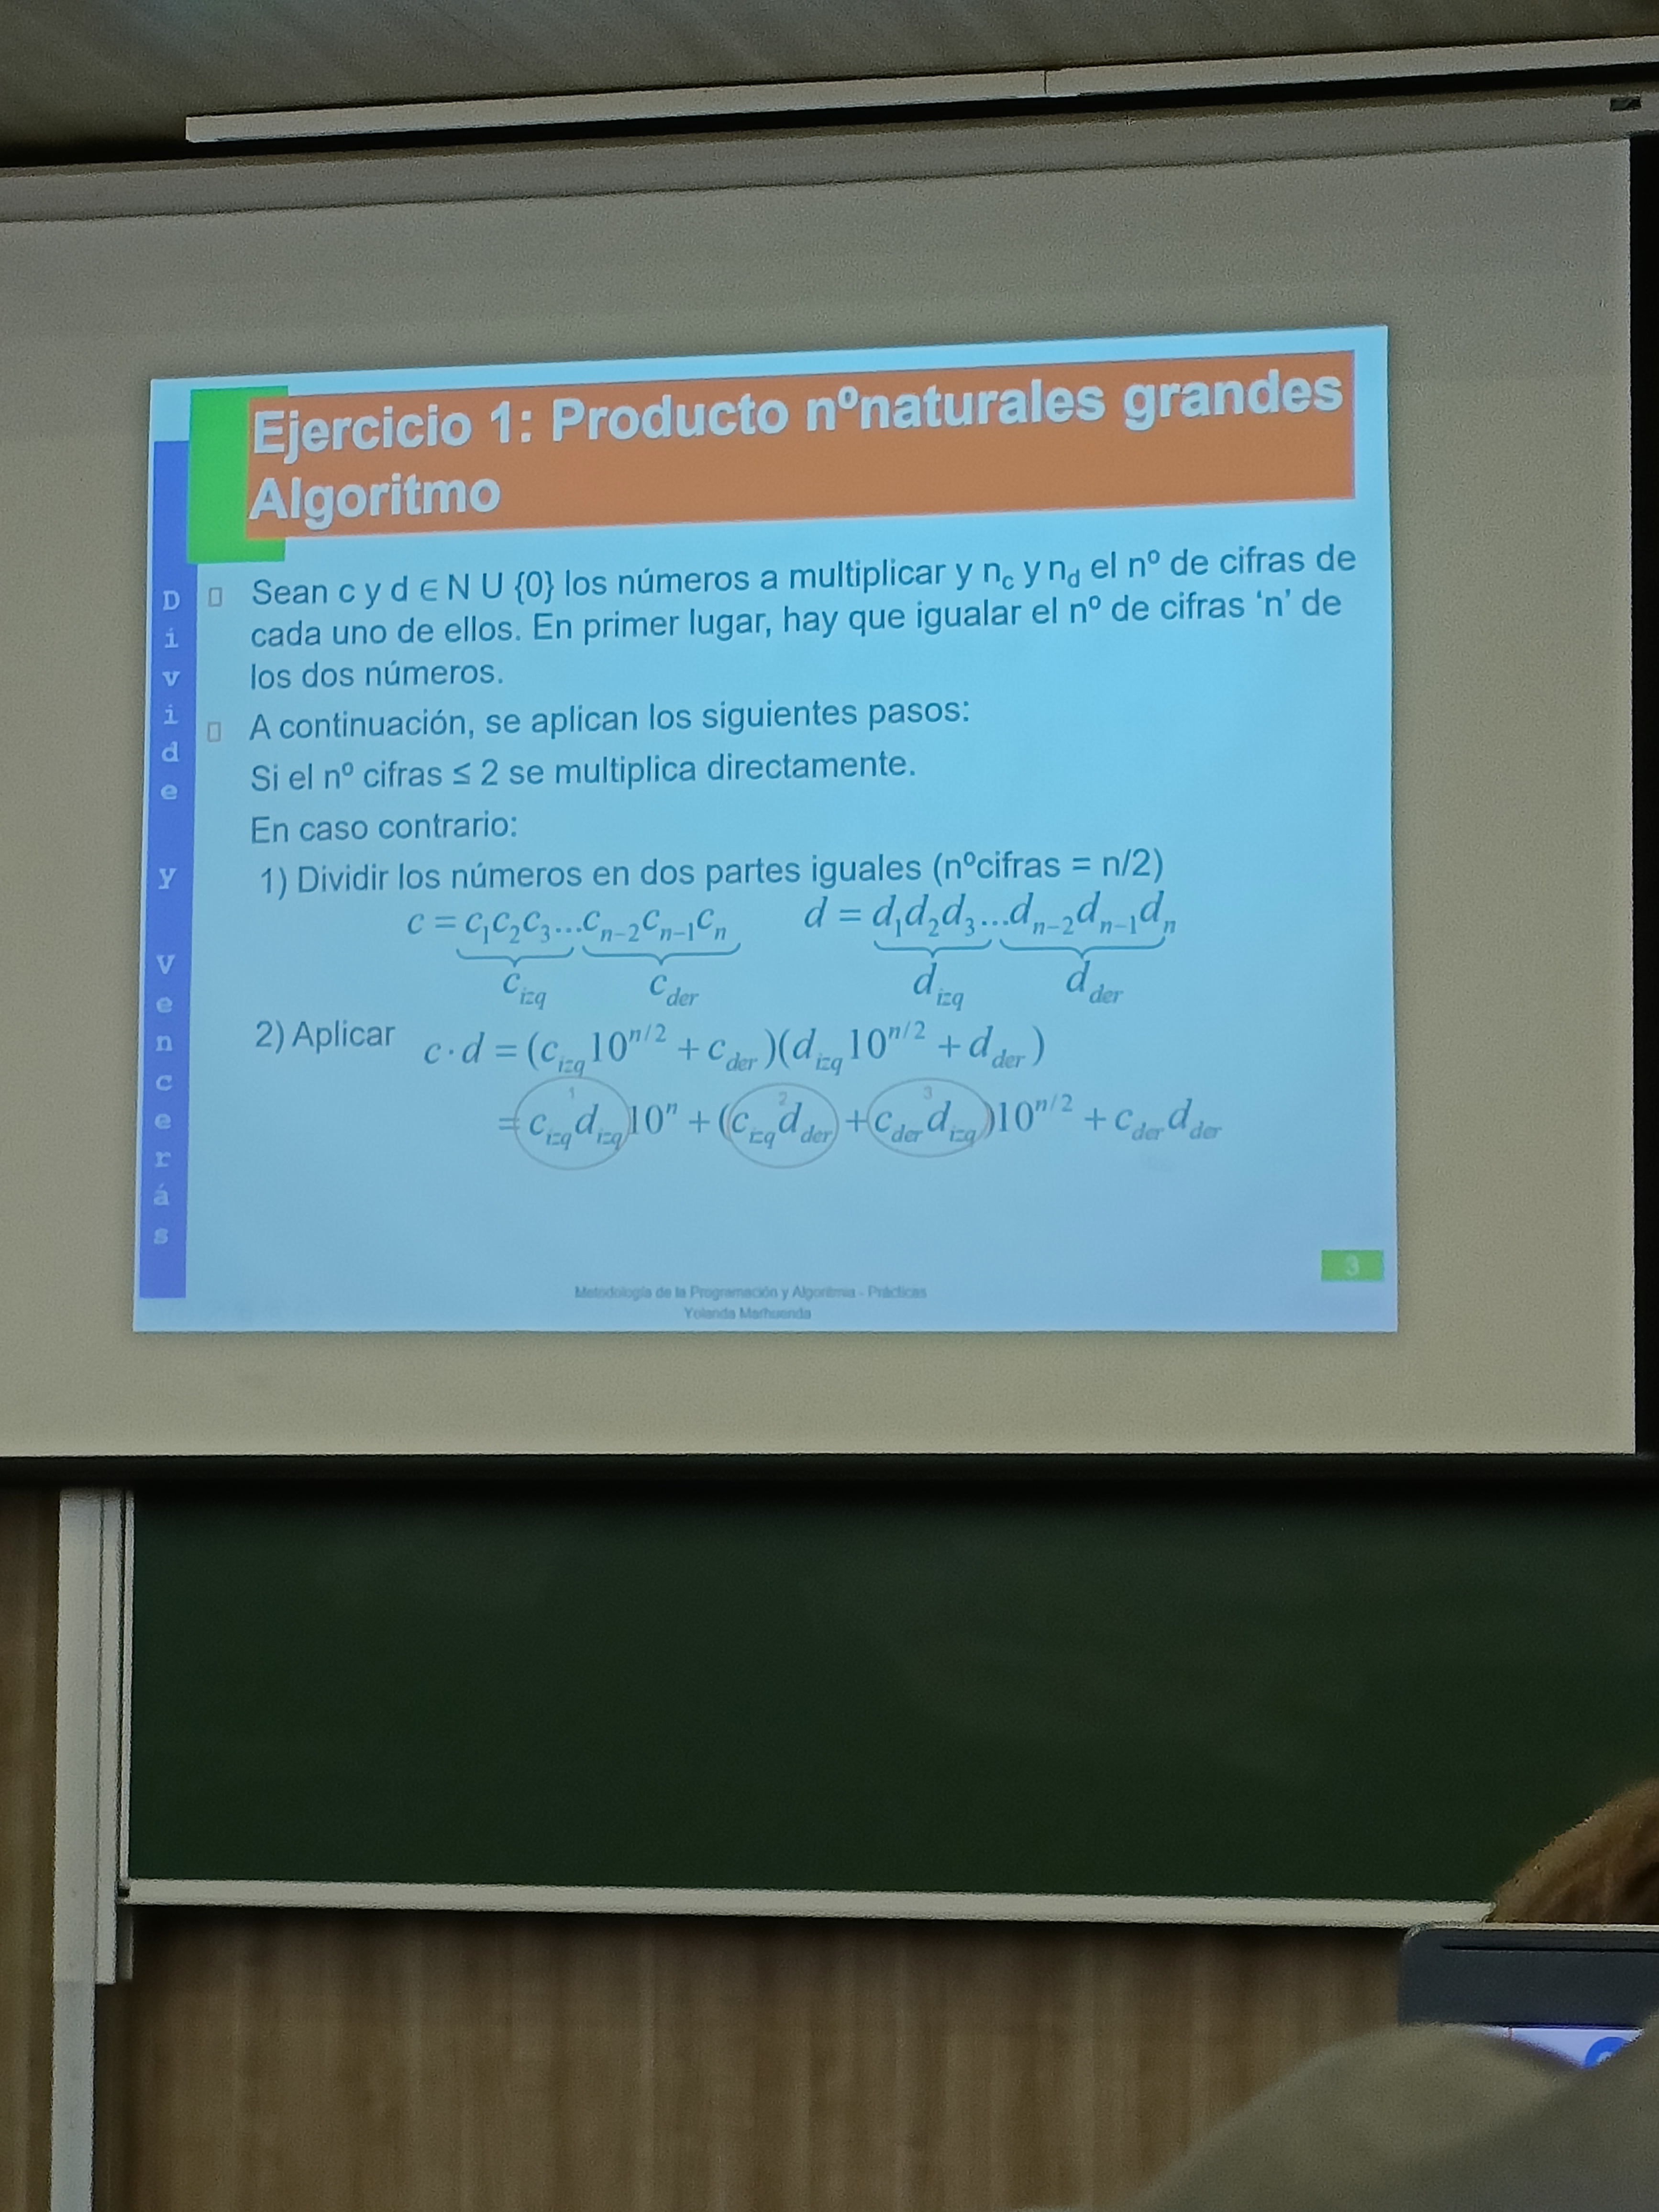 Ejercicio 1: Producto nºnaturales grandes
Algoritmo
Divide y vencerás
Sean c y d ∈ N U {0} los números a multiplicar y n_c y n_d el nº de cifras de
cada uno de ellos. En primer lugar, hay que igualar el nº de cifras ‘n’ de
los dos números.
A continuación, se aplican los siguientes pasos:
Si el nº cifras ≤ 2 se multiplica directamente.
En caso contrario:
1) Dividir los números en dos partes iguales (nºcifras = n/2)
c = c_1c_2c_3...c_{n-2}c_{n-1}c_n d = d_1d_2d_3...d_{n-2}d_{n-1}d_n
c_{izq} c_{der} d_{izq} d_{der}
2) Aplicar c·d = (c_{izq}10^{n/2} + c_{der})(d_{izq}10^{n/2} + d_{der})
1 2 3
= c_{izq}d_{izq}10^n + (c_{izq}d_{der} + c_{der}d_{izq})10^{n/2} + c_{der}d_{der}
3
Metodología de la Programación y Algoritmia - Prácticas
Yolanda Marhuenda